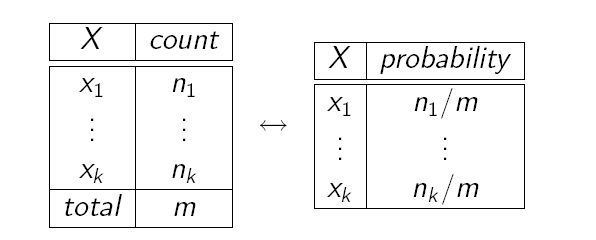 X count
x₁ n₁
⋮ ⋮
xₖ nₖ
total m
↔
X probability
x₁ n₁/m
⋮ ⋮
xₖ nₖ/m